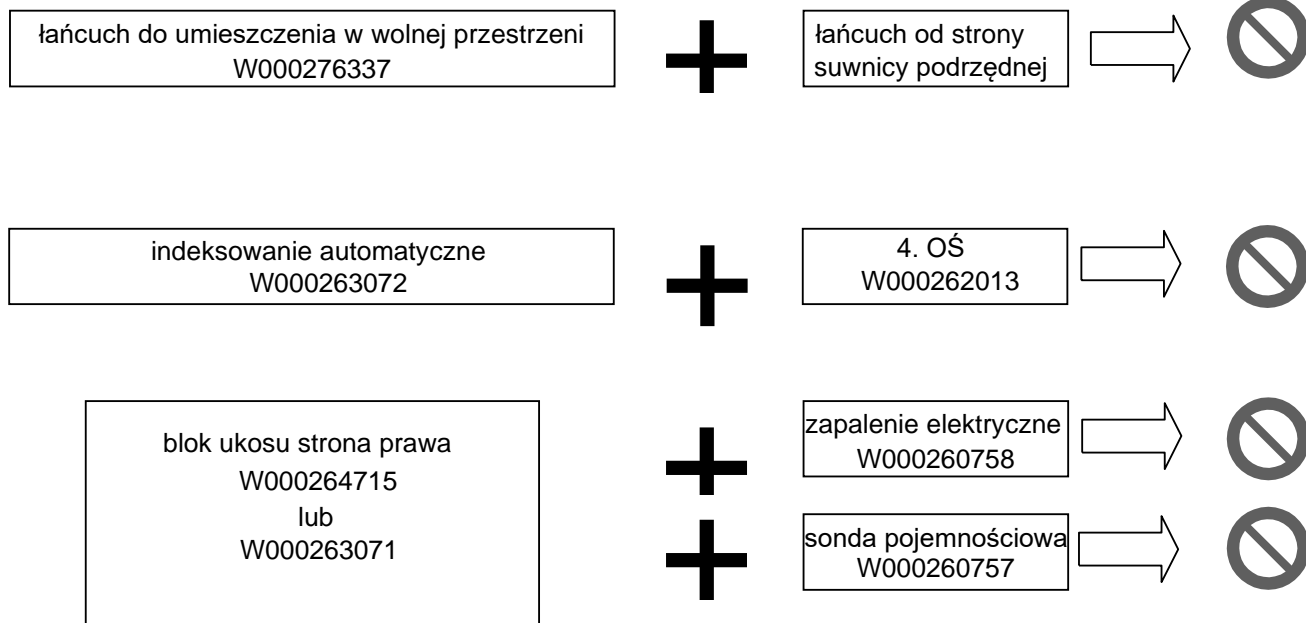 łańcuch do umieszczenia w wolnej przestrzeni
W000276337
łańcuch od strony
suwnicy podrzędnej
indeksowanie automatyczne
W000263072
4. OŚ
W000262013
blok ukosu strona prawa
W000264715
lub
W000263071
zapalenie elektryczne
W000260758
sonda pojemnościowa
W000260757